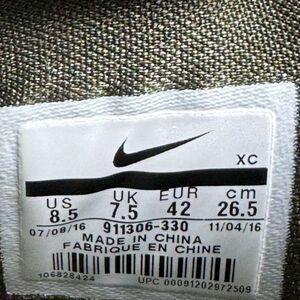 XC
US UK EUR cm
8.5 7.5 42 26.5
07/08/16 911306-330 11/04/16
MADE IN CHINA
FABRIQUE EN CHINE
106828424
UPC 00091202972509